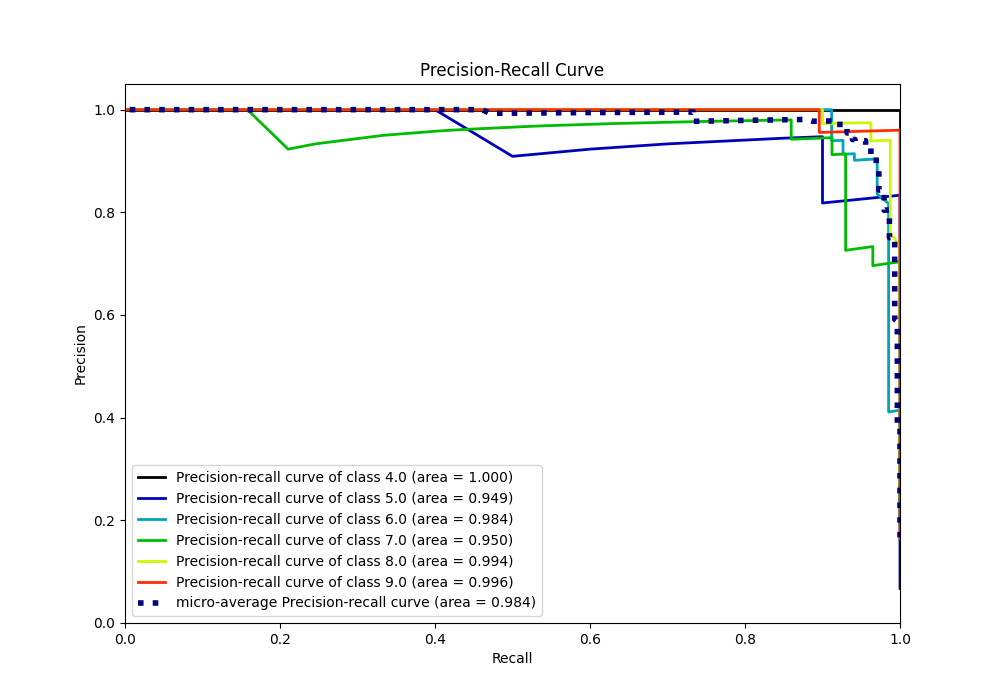 Precision-Recall Curve
1.0
0.8
0.6
0.4
0.2
0.0
Precision
Precision-recall curve of class 4.0 (area = 1.000)
Precision-recall curve of class 5.0 (area = 0.949)
Precision-recall curve of class 6.0 (area = 0.984)
Precision-recall curve of class 7.0 (area = 0.950)
Precision-recall curve of class 8.0 (area = 0.994)
Precision-recall curve of class 9.0 (area = 0.996)
micro-average Precision-recall curve (area = 0.984)
0.0 0.2 0.4 0.6 0.8 1.0
Recall